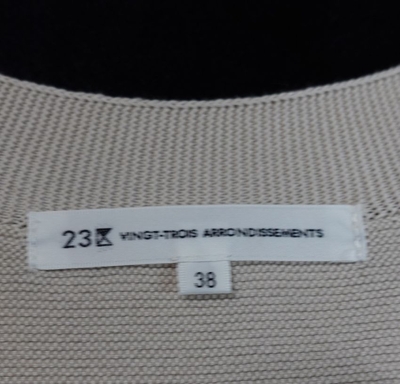 23区 VINGT-TROIS ARRONDISSEMENTS
38